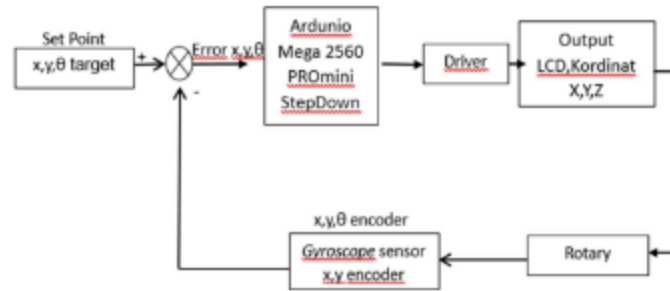 Set Point
x,y,θ target
+
-
Error x,y,θ
Ardunio
Mega 2560
PROmini
StepDown
Driver
Output
LCD,Kordinat
X,Y,Z
x,y,θ encoder
Gyroscope sensor
x,y encoder
Rotary